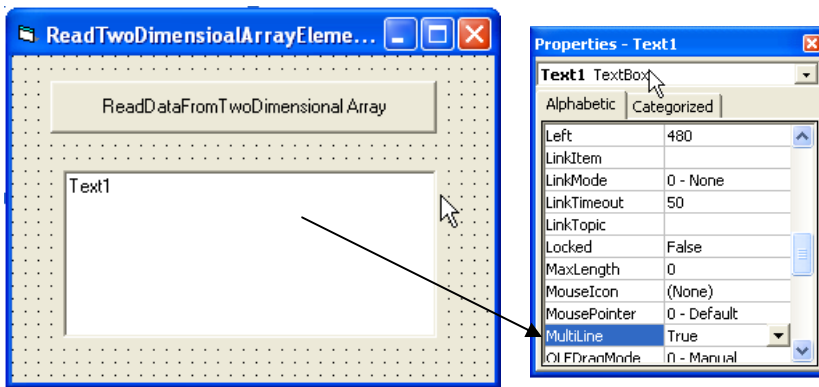 ReadTwoDimensioalArrayEleme...
ReadDataFromTwoDimensional Array
Text1
Properties - Text1
Text1 TextBox
Alphabetic Categorized
Left 480
LinkItem
LinkMode 0 - None
LinkTimeout 50
LinkTopic
Locked False
MaxLength 0
MouseIcon (None)
MousePointer 0 - Default
MultiLine True
OLEDragMode 0 - Manual